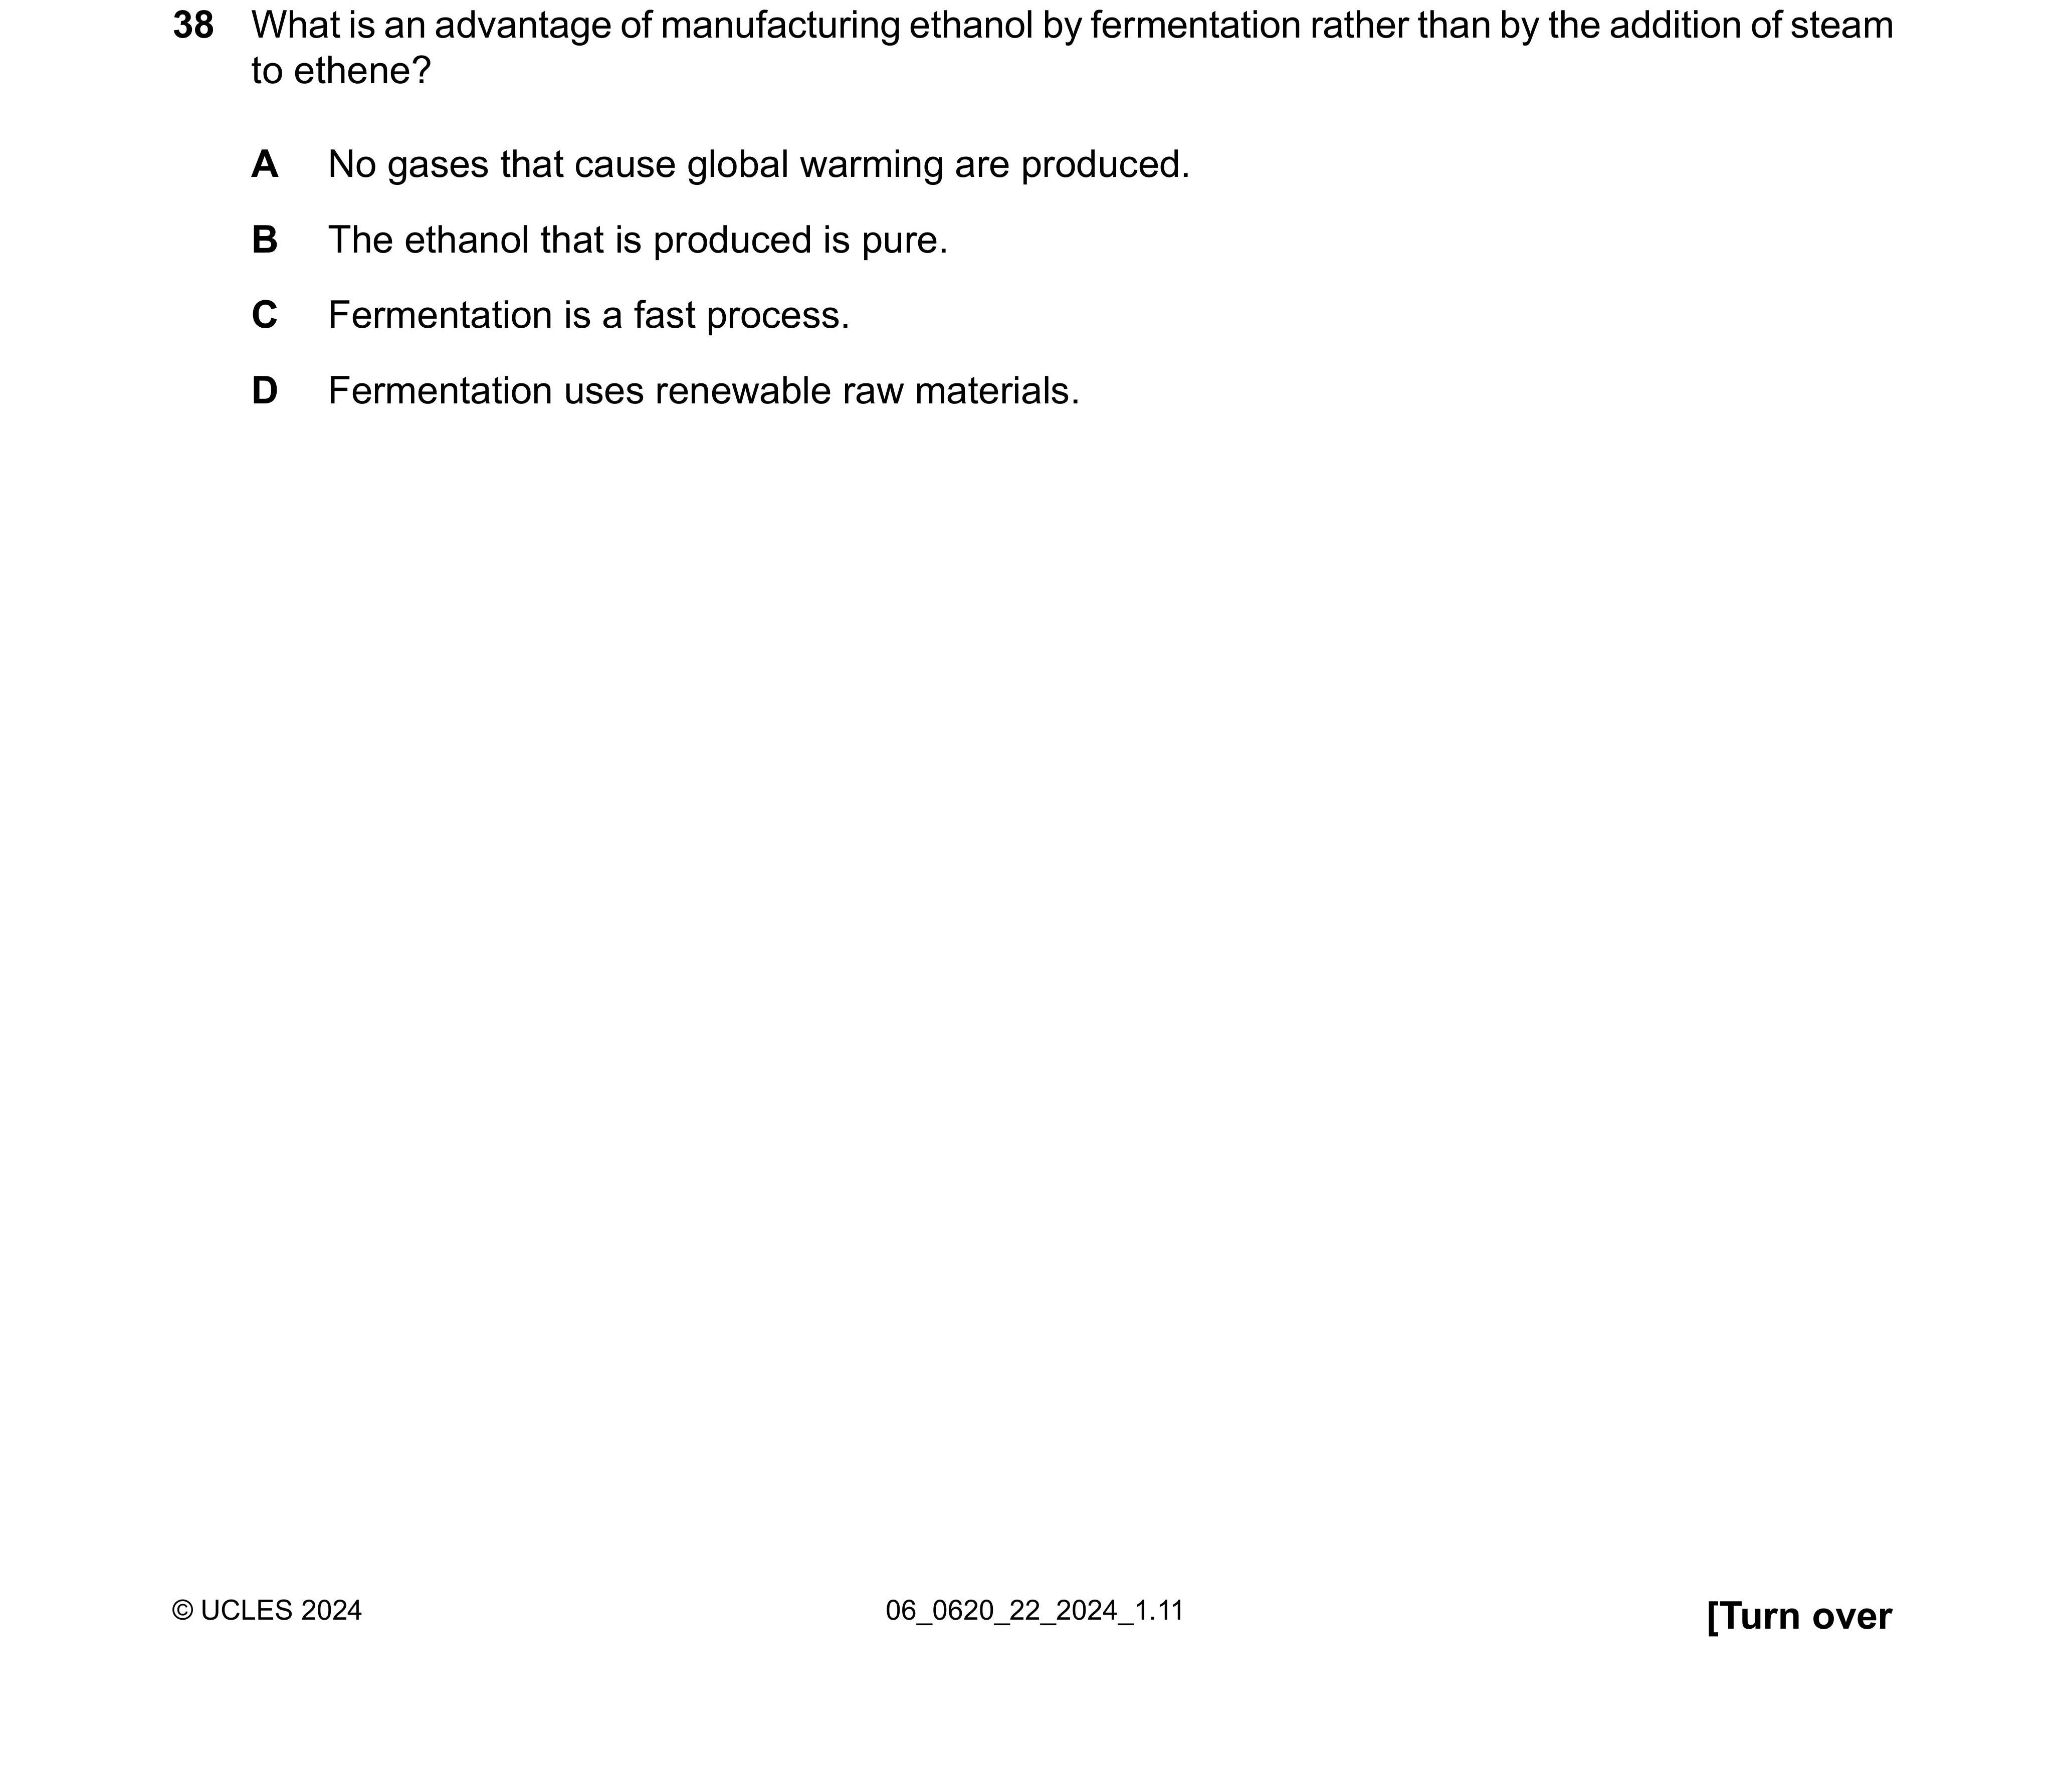 38 What is an advantage of manufacturing ethanol by fermentation rather than by the addition of steam
to ethene?
A No gases that cause global warming are produced.
B The ethanol that is produced is pure.
C Fermentation is a fast process.
D Fermentation uses renewable raw materials.
© UCLES 2024 06_0620_22_2024_1.11 [Turn over